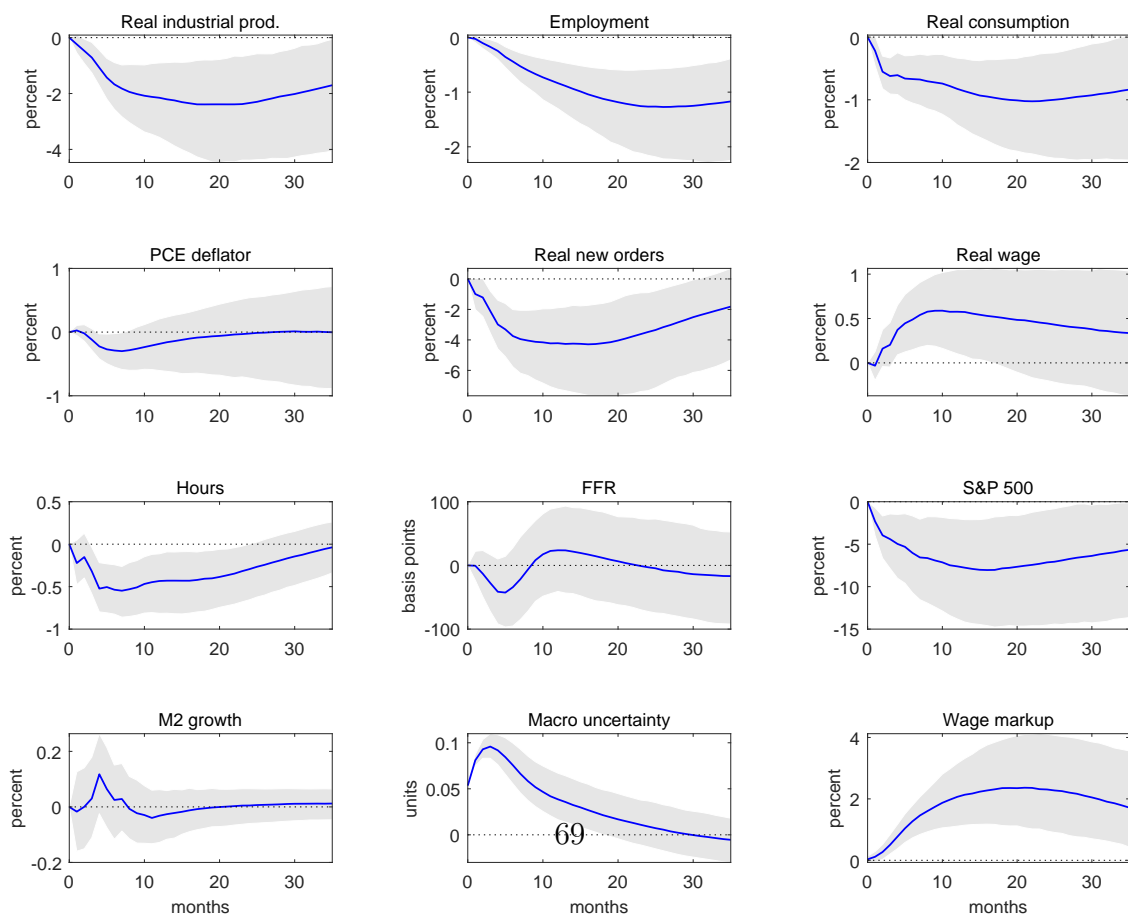 Real industrial prod.
Employment
Real consumption
percent
0
-2
-4
0 10 20 30
percent
0
-1
-2
0 10 20 30
percent
0
-1
-2
0 10 20 30
PCE deflator
Real new orders
Real wage
percent
1
0
-1
0 10 20 30
percent
0
-2
-4
-6
0 10 20 30
percent
1
0.5
0
0 10 20 30
Hours
FFR
S&P 500
percent
0.5
0
-0.5
-1
0 10 20 30
basis points
100
0
-100
0 10 20 30
percent
0
-5
-10
-15
0 10 20 30
M2 growth
Macro uncertainty
Wage markup
percent
0.2
0
-0.2
0 10 20 30
months
units
0.1
0
0 10 20 30
months
percent
4
2
0
0 10 20 30
months
69